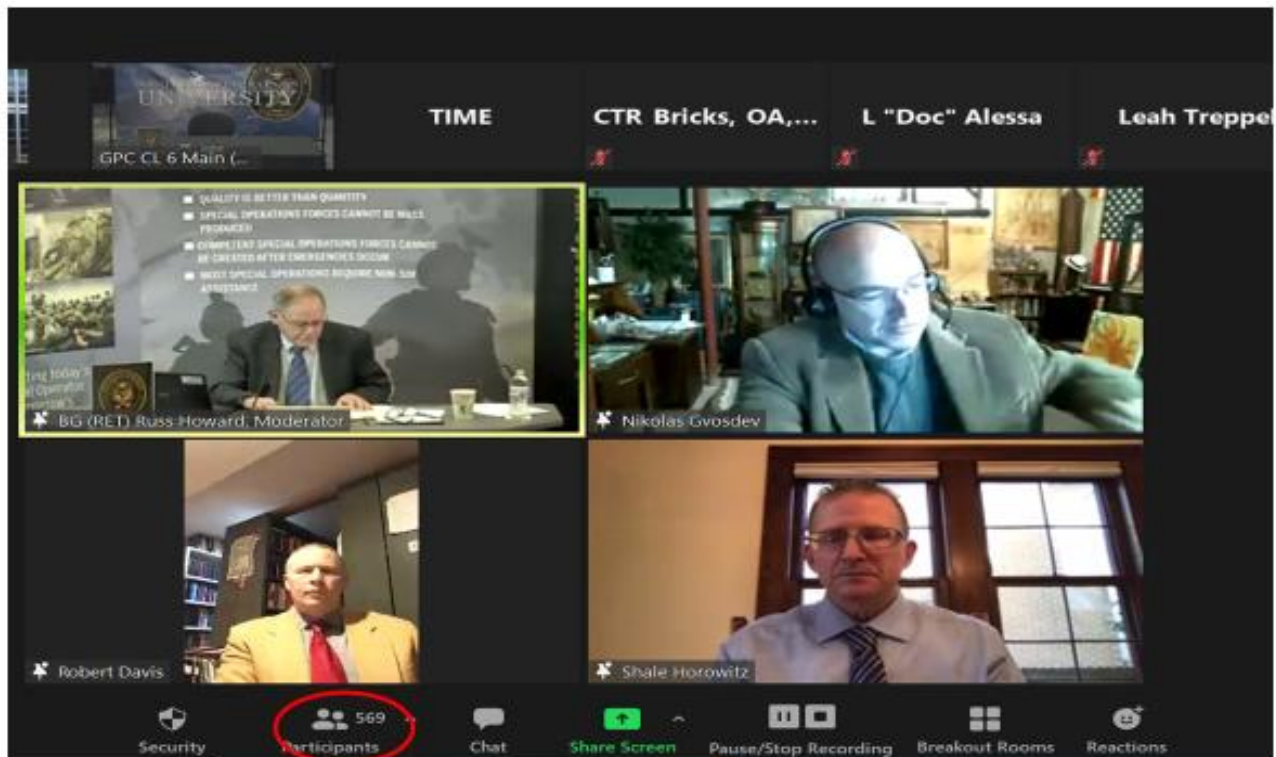 UNIVERSITY
GPC CL 6 Main (...
TIME
CTR Bricks, OA,...
L "Doc" Alessa
Leah Treppel
QUALITY IS BETTER THAN QUANTITY
SPECIAL OPERATIONS FORCES CANNOT BE MASS
PRODUCED
COMPETENT SPECIAL OPERATIONS FORCES CANNOT
BE CREATED AFTER EMERGENCIES OCCUR
MOST SPECIAL OPERATIONS REQUIRE NON-SOF
ASSISTANCE
BG (RET) Russ Howard, Moderator
Nikolas Gvosdev
Robert Davis
Shale Horowitz
569
Security
Participants
Chat
Share Screen
Pause/Stop Recording
Breakout Rooms
Reactions